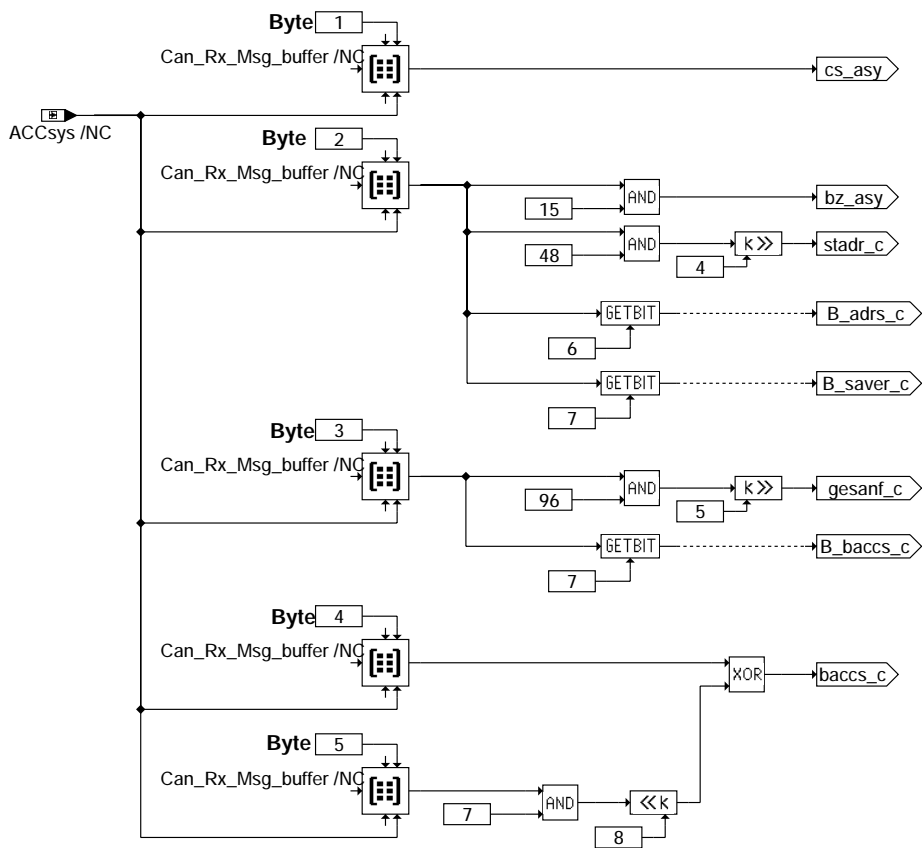 Byte 1
Can_Rx_Msg_buffer /NC
cs_asy
ACCsys /NC
Byte 2
Can_Rx_Msg_buffer /NC
15
AND
bz_asy
48
AND
k>>
4
stadr_c
GETBIT
6
B_adrs_c
GETBIT
7
B_saver_c
Byte 3
Can_Rx_Msg_buffer /NC
96
AND
k>>
5
gesanf_c
GETBIT
7
B_baccs_c
Byte 4
Can_Rx_Msg_buffer /NC
XOR
baccs_c
Byte 5
Can_Rx_Msg_buffer /NC
7
AND
<<k
8